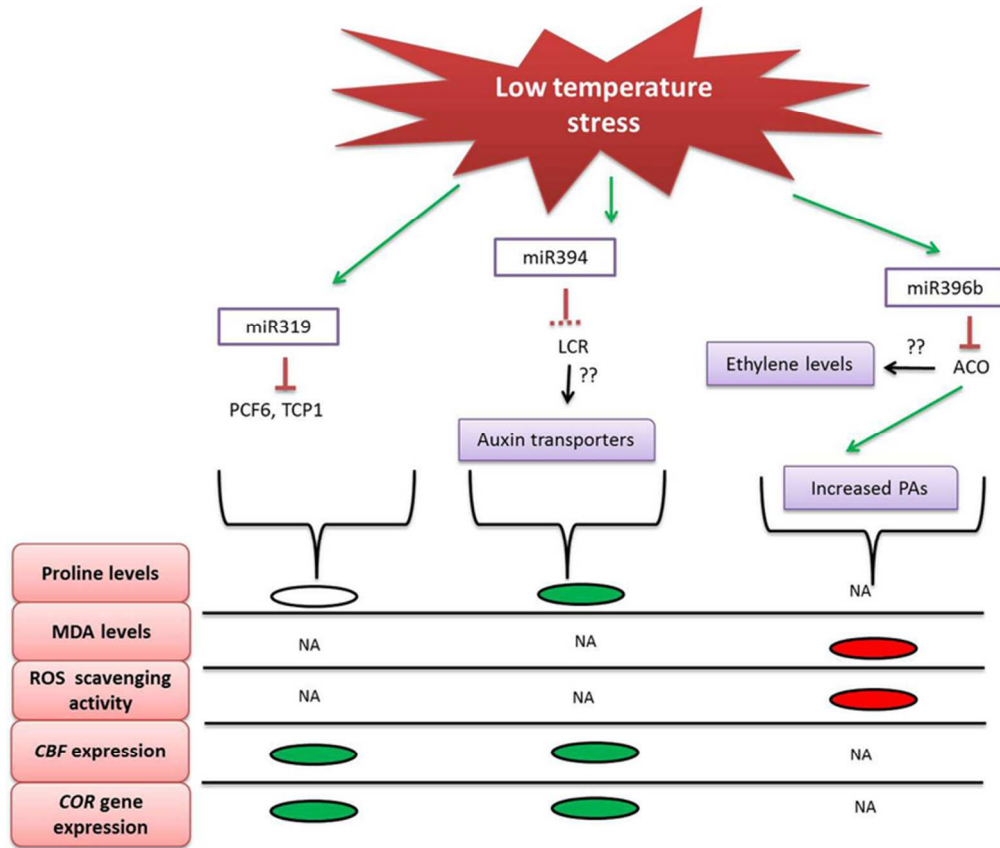 Low temperature
stress
miR394
miR396b
miR319
LCR
??
??
Ethylene levels
ACO
PCF6, TCP1
Auxin transporters
Increased PAs
Proline levels
NA
MDA levels
NA
NA
ROS scavenging
activity
NA
NA
CBF expression
NA
COR gene
expression
NA